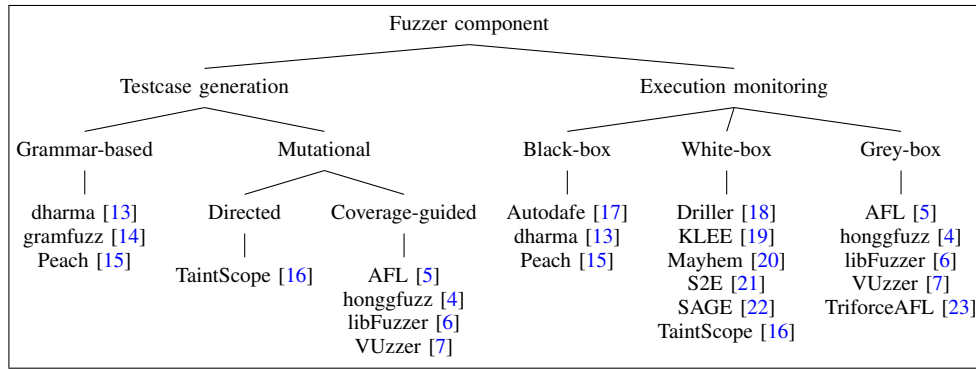 Fuzzer component
Testcase generation
Execution monitoring
Grammar-based
Mutational
Black-box
White-box
Grey-box
dharma [13]
gramfuzz [14]
Peach [15]
Directed
TaintScope [16]
Coverage-guided
AFL [5]
honggfuzz [4]
libFuzzer [6]
VUzzer [7]
Autodafe [17]
dharma [13]
Peach [15]
Driller [18]
KLEE [19]
Mayhem [20]
S2E [21]
SAGE [22]
TaintScope [16]
AFL [5]
honggfuzz [4]
libFuzzer [6]
VUzzer [7]
TriforceAFL [23]